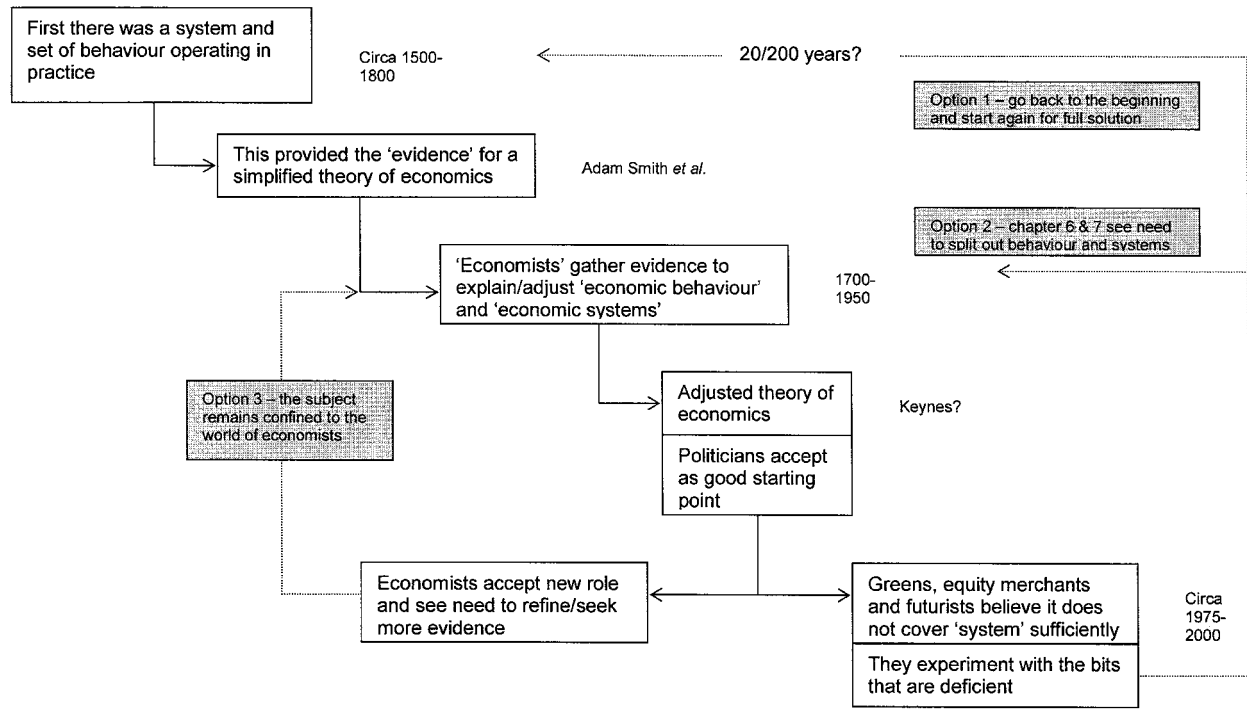 First there was a system and
set of behaviour operating in
practice
Circa 1500-
1800
20/200 years?
Option 1 – go back to the beginning
and start again for full solution
This provided the ‘evidence’ for a
simplified theory of economics
Adam Smith et al.
Option 2 – chapter 6 & 7 see need
to split out behaviour and systems
‘Economists’ gather evidence to
explain/adjust ‘economic behaviour’
and ‘economic systems’
1700-
1950
Option 3 – the subject
remains confined to the
world of economists
Adjusted theory of
economics
Keynes?
Politicians accept
as good starting
point
Economists accept new role
and see need to refine/seek
more evidence
Greens, equity merchants
and futurists believe it does
not cover ‘system’ sufficiently
Circa
1975-
2000
They experiment with the bits
that are deficient